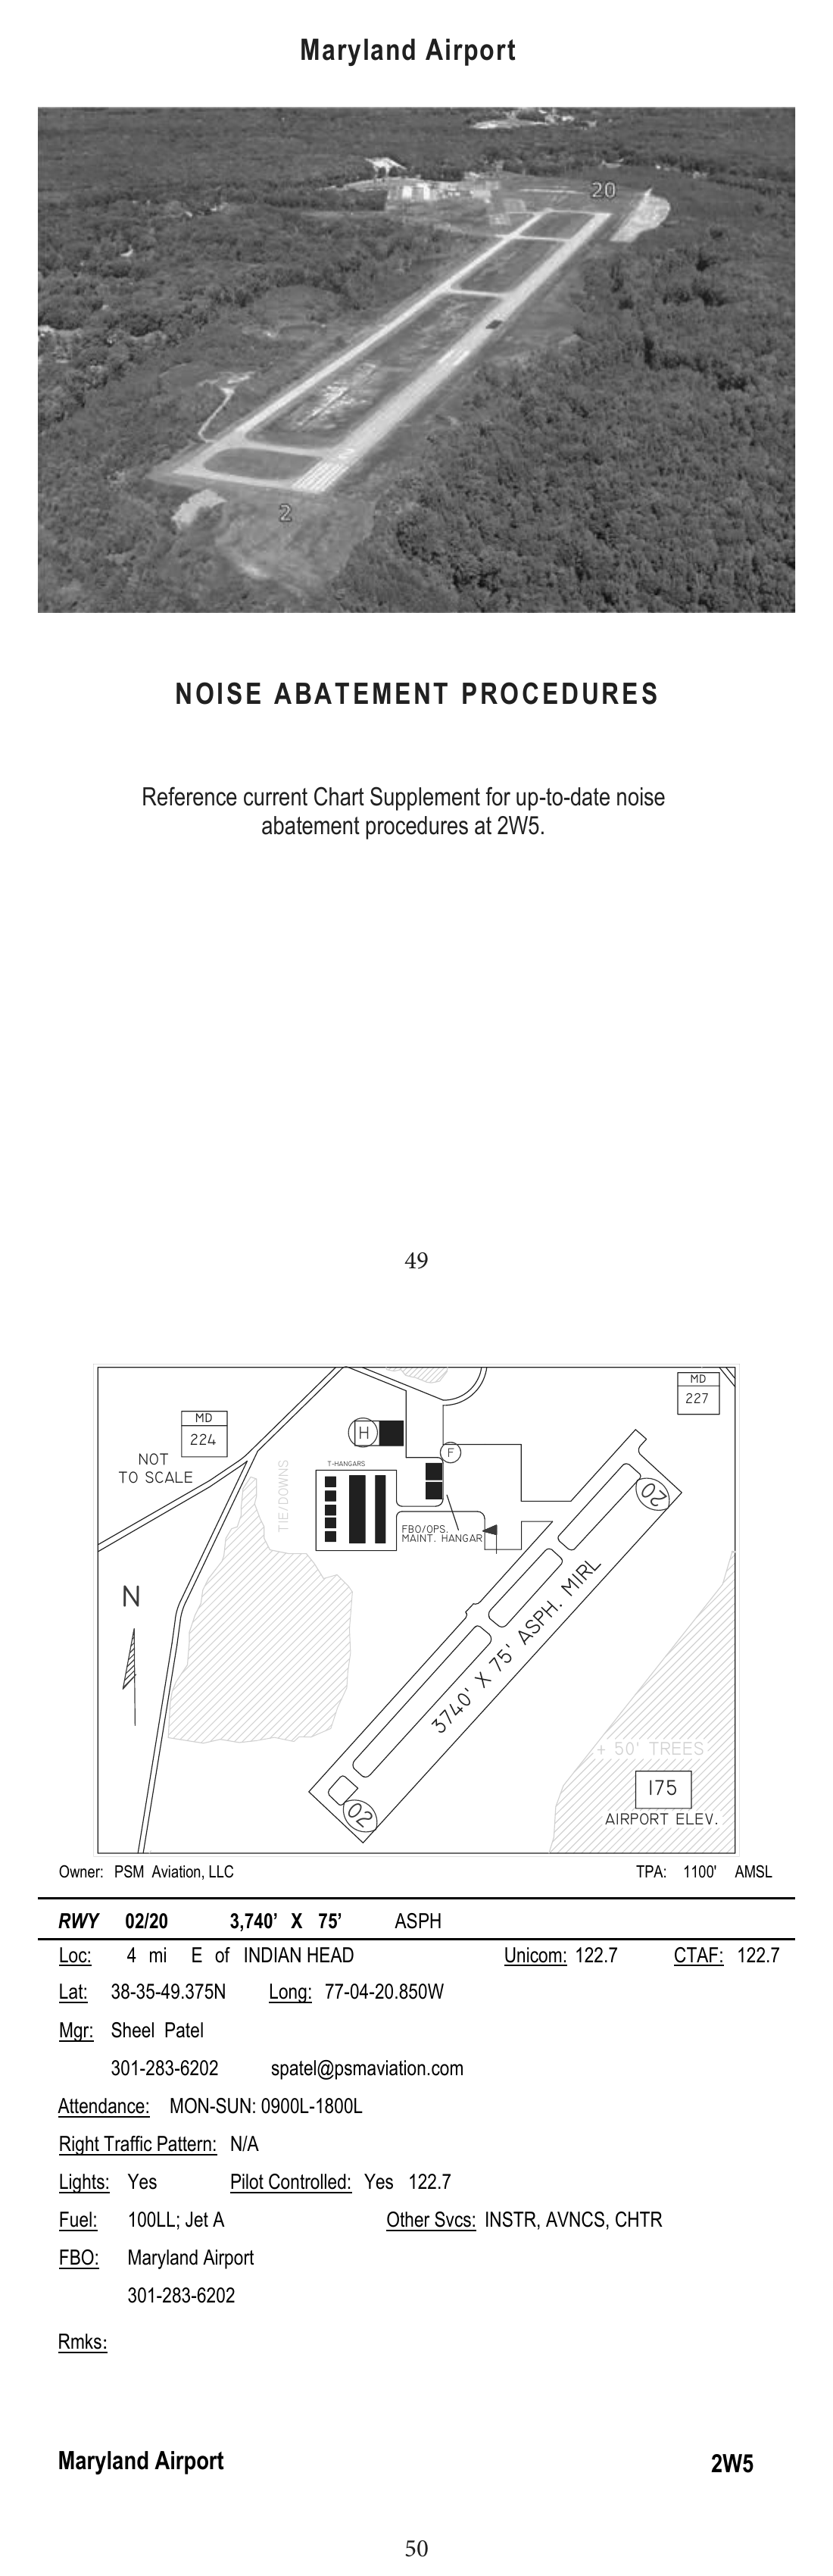 Maryland Airport
20
2
NOISE ABATEMENT PROCEDURES
Reference current Chart Supplement for up-to-date noise
abatement procedures at 2W5.
49
MD
227
MD
224
NOT
TO SCALE
H
F
T-HANGARS
TIE/DOWNS
FBO/OPS.
MAINT. HANGAR
20
N
3740' X 75' ASPH. MIRL
+ 50' TREES
175
AIRPORT ELEV.
02
Owner: PSM Aviation, LLC TPA: 1100' AMSL
RWY 02/20 3,740’ X 75’ ASPH
Loc: 4 mi E of INDIAN HEAD Unicom: 122.7 CTAF: 122.7
Lat: 38-35-49.375N Long: 77-04-20.850W
Mgr: Sheel Patel
301-283-6202 spatel@psmaviation.com
Attendance: MON-SUN: 0900L-1800L
Right Traffic Pattern: N/A
Lights: Yes Pilot Controlled: Yes 122.7
Fuel: 100LL; Jet A Other Svcs: INSTR, AVNCS, CHTR
FBO: Maryland Airport
301-283-6202
Rmks:
Maryland Airport 2W5
50